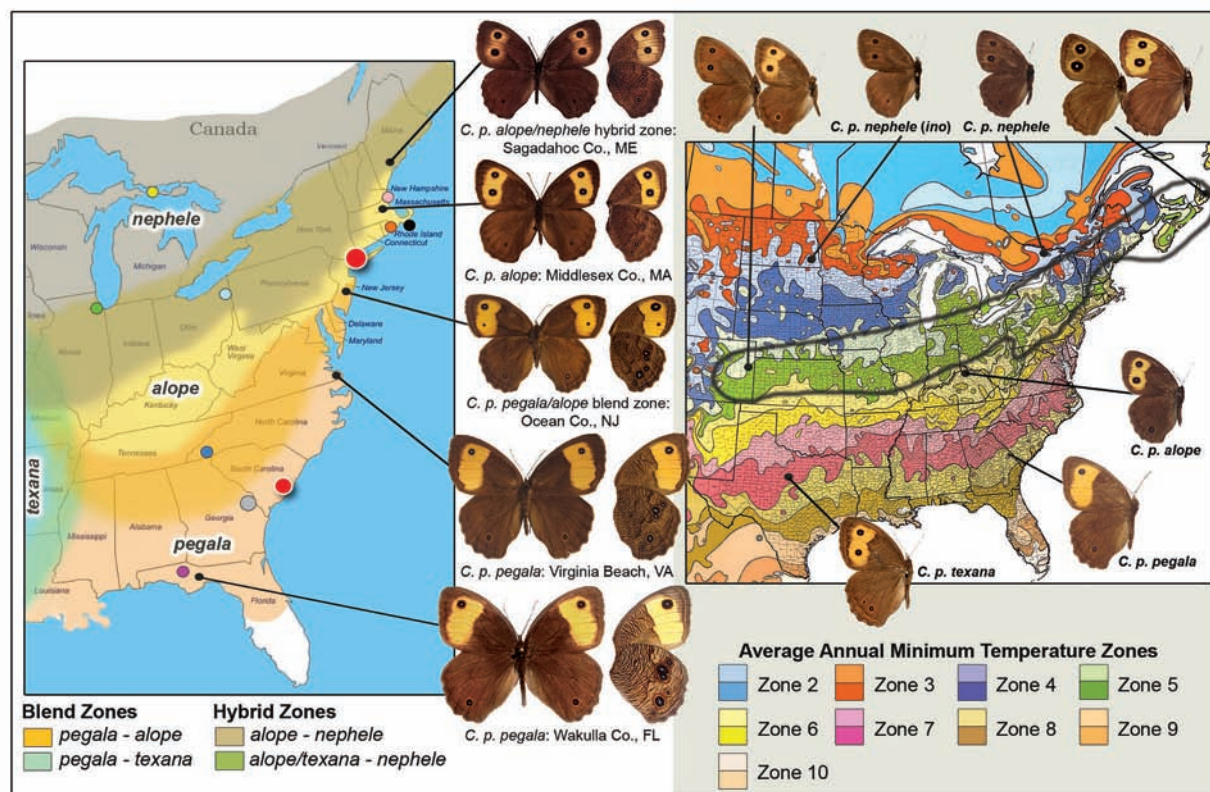 Canada
Maine
Vermont
New Hampshire
Massachusetts
nephele
New York
Rhode Island
Connecticut
Wisconsin
Michigan
Pennsylvania
New Jersey
Ohio
Delaware
Illinois
Indiana
Maryland
West
Virginia
Virginia
alope
Kentucky
North Carolina
Tennessee
texana
South Carolina
Georgia
Alabama
Mississippi
pegala
Louisiana
Florida
Blend Zones
pegala - alope
pegala - texana
Hybrid Zones
alope - nephele
alope/texana - nephele
C. p. alope/nephele hybrid zone:
Sagadahoc Co., ME
C. p. alope: Middlesex Co., MA
C. p. pegala/alope blend zone:
Ocean Co., NJ
C. p. pegala: Virginia Beach, VA
C. p. pegala: Wakulla Co., FL
C. p. nephele (ino)
C. p. nephele
C. p. alope
C. p. pegala
C. p. texana
Average Annual Minimum Temperature Zones
Zone 2
Zone 3
Zone 4
Zone 5
Zone 6
Zone 7
Zone 8
Zone 9
Zone 10